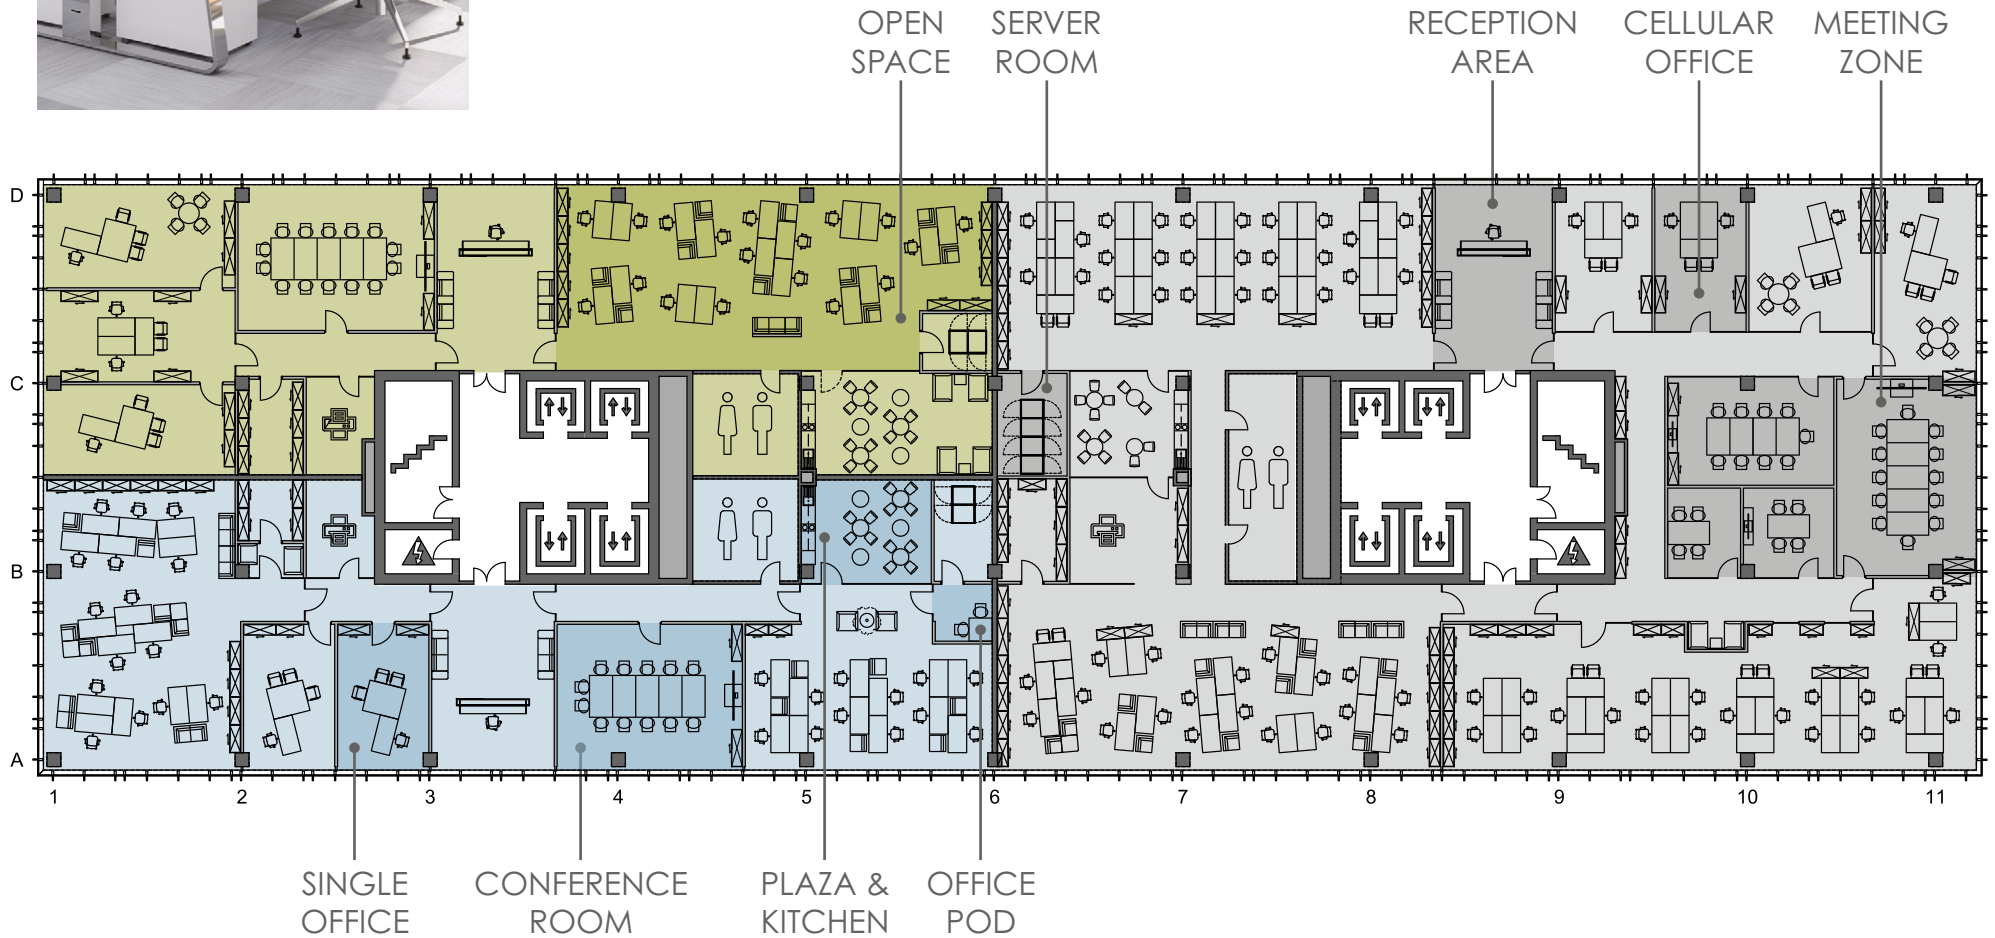 OPEN
SPACE
SERVER
ROOM
RECEPTION
AREA
CELLULAR
OFFICE
MEETING
ZONE
D
C
B
A
1 2 3 4 5 6 7 8 9 10 11
SINGLE
OFFICE
CONFERENCE
ROOM
PLAZA &
KITCHEN
OFFICE
POD